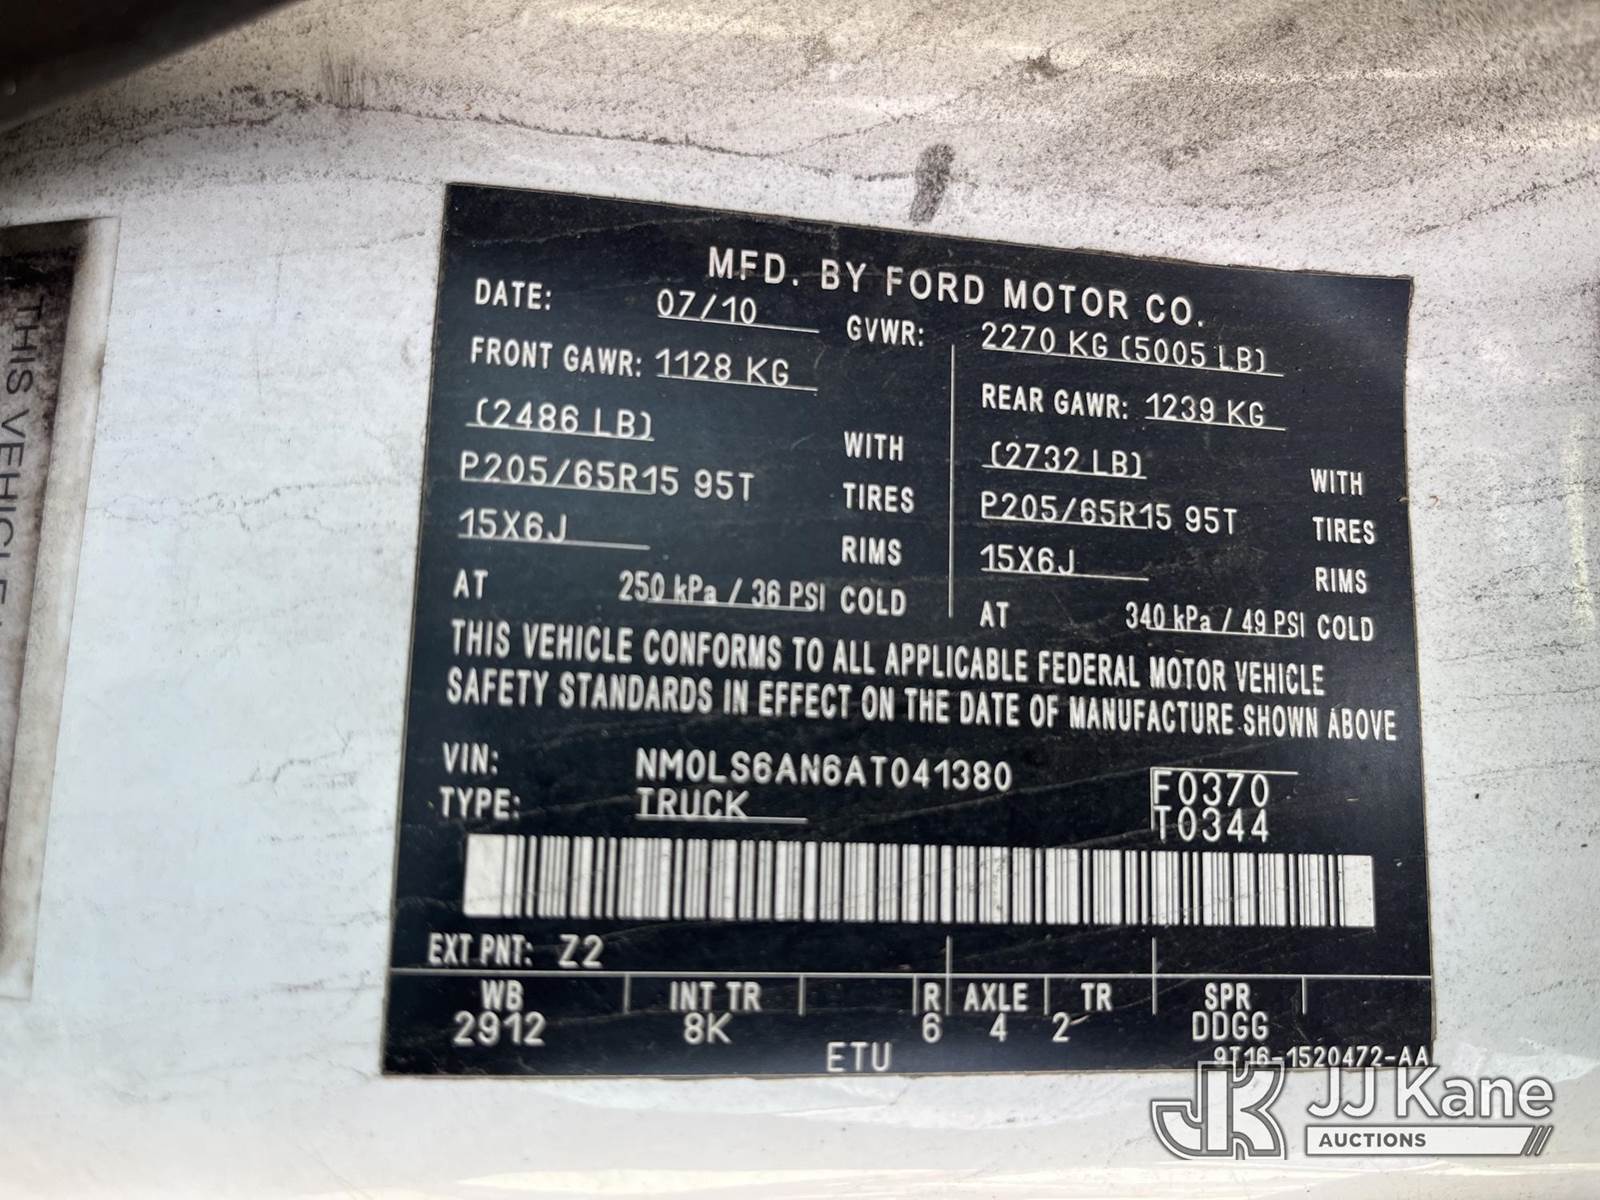 MFD. BY FORD MOTOR CO.
DATE: 07/10 GVWR: 2270 KG (5005 LB)
FRONT GAWR: 1128 KG REAR GAWR: 1239 KG
(2486 LB) WITH (2732 LB) WITH
P205/65R15 95T TIRES P205/65R15 95T TIRES
15X6J RIMS 15X6J RIMS
AT 250 kPa / 36 PSI COLD AT 340 kPa / 49 PSI COLD
THIS VEHICLE CONFORMS TO ALL APPLICABLE FEDERAL MOTOR VEHICLE
SAFETY STANDARDS IN EFFECT ON THE DATE OF MANUFACTURE SHOWN ABOVE
VIN: NM0LS6AN6AT041380 F0370
TYPE: TRUCK T0344
EXT PNT: Z2
WB INT TR R AXLE TR SPR
2912 8K 6 4 2 DDGG
ETU 9T16-1520472-AA
THIS VEHICLE
JK JJ Kane
AUCTIONS